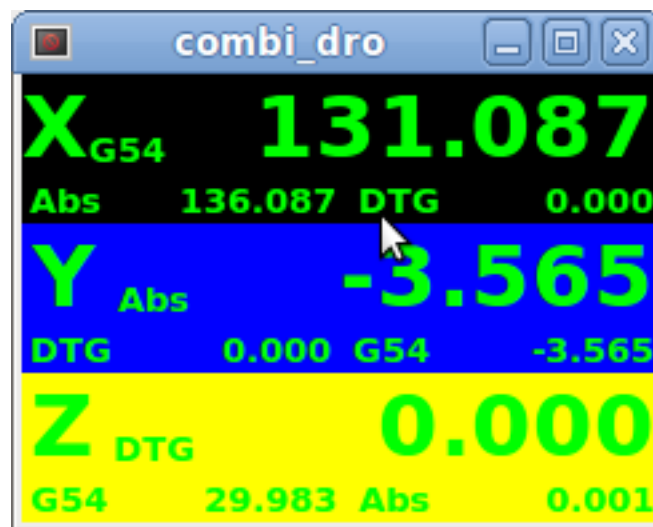 combi_dro
X G54 131.087
Abs 136.087 DTG 0.000
Y Abs -3.565
DTG 0.000 G54 -3.565
Z DTG 0.000
G54 29.983 Abs 0.001